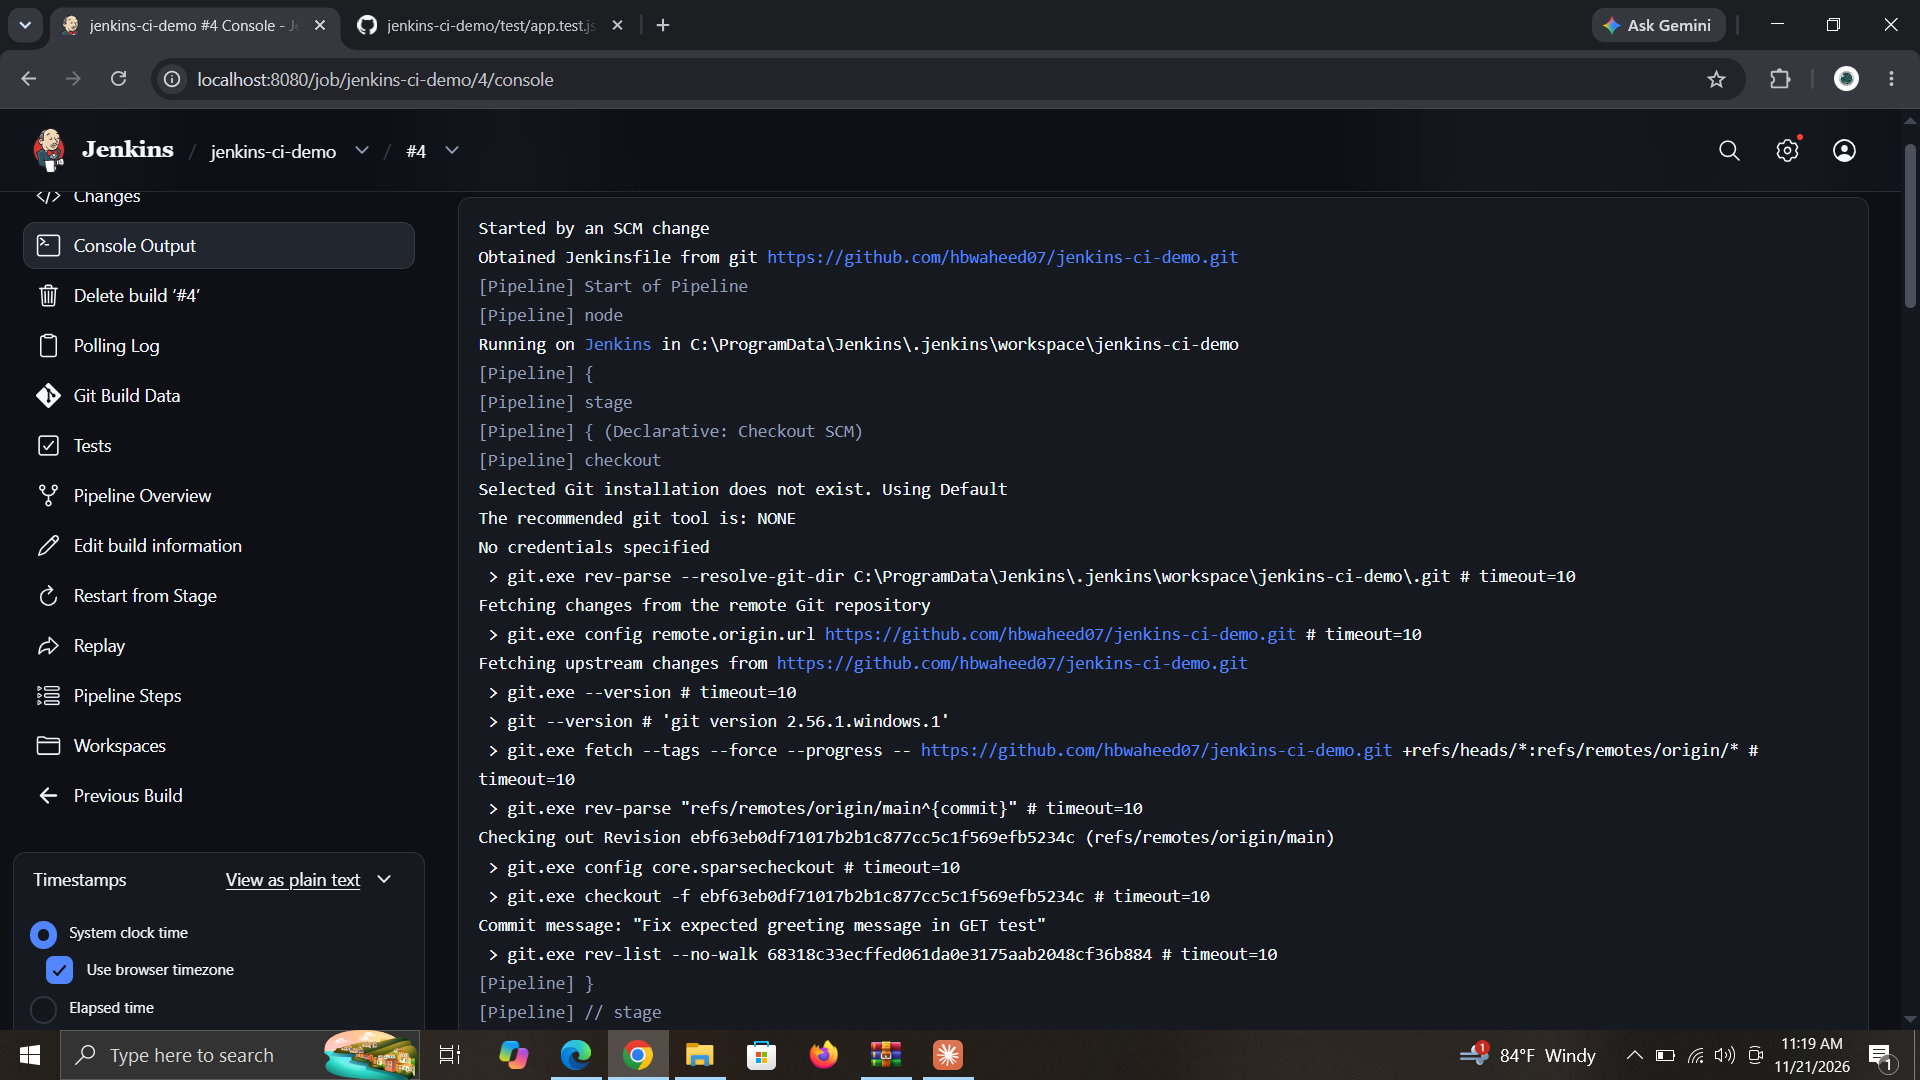 jenkins-ci-demo #4 Console - Je
jenkins-ci-demo/test/app.test.js
Ask Gemini
localhost:8080/job/jenkins-ci-demo/4/console
Jenkins / jenkins-ci-demo / #4
Changes
Console Output
Delete build ‘#4’
Polling Log
Git Build Data
Tests
Pipeline Overview
Edit build information
Restart from Stage
Replay
Pipeline Steps
Workspaces
Previous Build
Timestamps
View as plain text
System clock time
Use browser timezone
Elapsed time
Started by an SCM change
Obtained Jenkinsfile from git https://github.com/hbwaheed07/jenkins-ci-demo.git
[Pipeline] Start of Pipeline
[Pipeline] node
Running on Jenkins in C:\ProgramData\Jenkins\.jenkins\workspace\jenkins-ci-demo
[Pipeline] {
[Pipeline] stage
[Pipeline] { (Declarative: Checkout SCM)
[Pipeline] checkout
Selected Git installation does not exist. Using Default
The recommended git tool is: NONE
No credentials specified
> git.exe rev-parse --resolve-git-dir C:\ProgramData\Jenkins\.jenkins\workspace\jenkins-ci-demo\.git # timeout=10
Fetching changes from the remote Git repository
> git.exe config remote.origin.url https://github.com/hbwaheed07/jenkins-ci-demo.git # timeout=10
Fetching upstream changes from https://github.com/hbwaheed07/jenkins-ci-demo.git
> git.exe --version # timeout=10
> git --version # 'git version 2.56.1.windows.1'
> git.exe fetch --tags --force --progress -- https://github.com/hbwaheed07/jenkins-ci-demo.git +refs/heads/*:refs/remotes/origin/* #
timeout=10
> git.exe rev-parse "refs/remotes/origin/main^{commit}" # timeout=10
Checking out Revision ebf63eb0df71017b2b1c877cc5c1f569efb5234c (refs/remotes/origin/main)
> git.exe config core.sparsecheckout # timeout=10
> git.exe checkout -f ebf63eb0df71017b2b1c877cc5c1f569efb5234c # timeout=10
Commit message: "Fix expected greeting message in GET test"
> git.exe rev-list --no-walk 68318c33ecffed061da0e3175aab2048cf36b884 # timeout=10
[Pipeline] }
[Pipeline] // stage
Type here to search
1
84°F Windy
11:19 AM
11/21/2026
1